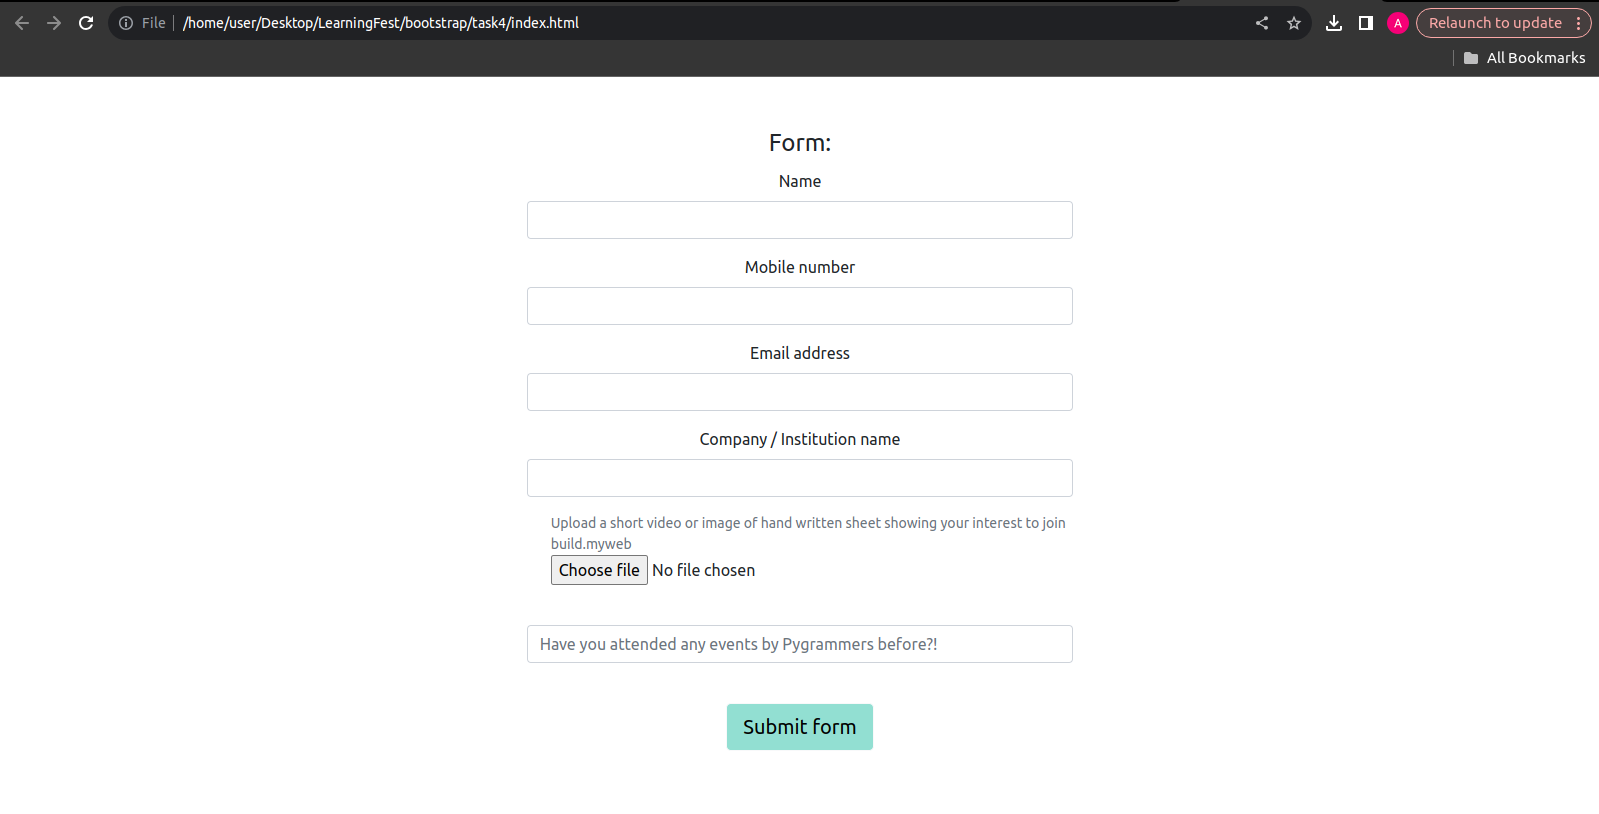 File /home/user/Desktop/LearningFest/bootstrap/task4/index.html
A
Relaunch to update
All Bookmarks
Form:
Name
Mobile number
Email address
Company / Institution name
Upload a short video or image of hand written sheet showing your interest to join
build.myweb
Choose file No file chosen
Have you attended any events by Pygrammers before?!
Submit form